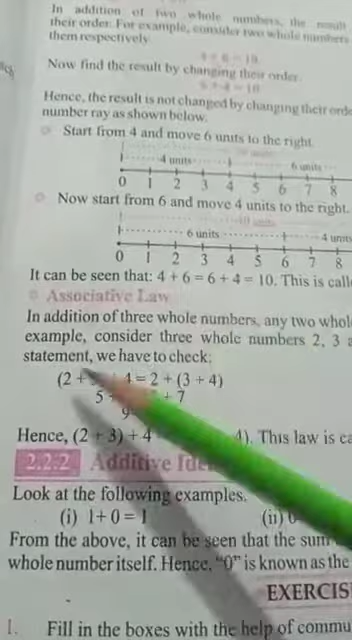 In addition of two whole numbers, the result
their order. For example, consider two whole numbers
them respectively.
4 + 6 = 10
Now find the result by changing their order.
6 + 4 = 10
Hence, the result is not changed by changing their orde
number ray as shown below.
Start from 4 and move 6 units to the right.
4 units 6 units
0 1 2 3 4 5 6 7 8
Now start from 6 and move 4 units to the right.
10 units
6 units 4 units
0 1 2 3 4 5 6 7 8
It can be seen that: 4 + 6 = 6 + 4 = 10. This is calle
Associative Law
In addition of three whole numbers, any two whol
example, consider three whole numbers 2, 3 a
statement, we have to check;
(2 + 4 = 2 + (3 + 4)
5 + 7
9
Hence, (2 + 3) + 4 4). This law is ca
2.2.2 Additive Ide
Look at the following examples.
(i) 1+0 = 1 (ii) 0
From the above, it can be seen that the sum
whole number itself. Hence, "0" is known as the
EXERCIS
1. Fill in the boxes with the help of commu